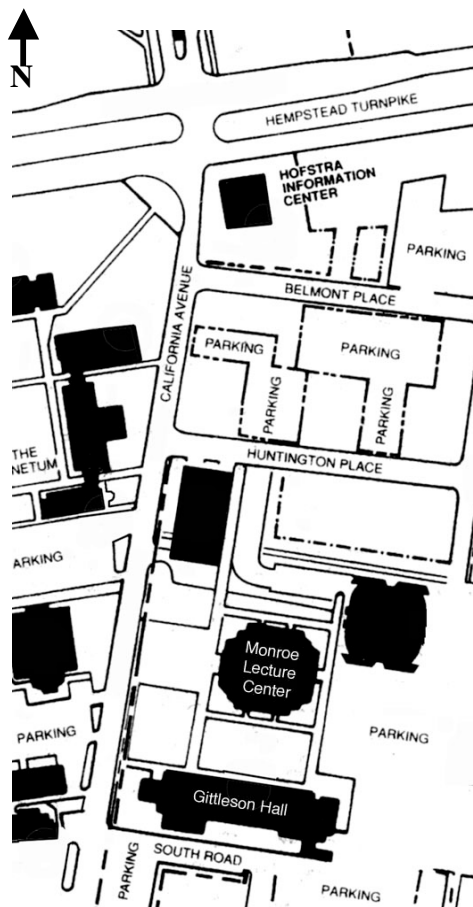 N
HEMPSTEAD TURNPIKE
HOFSTRA
INFORMATION
CENTER
PARKING
BELMONT PLACE
CALIFORNIA AVENUE
PARKING
PARKING
PARKING
PARKING
HUNTINGTON PLACE
THE
NETUM
ARKING
Monroe
Lecture
Center
PARKING
PARKING
Gittleson Hall
SOUTH ROAD
PARKING
PARKING